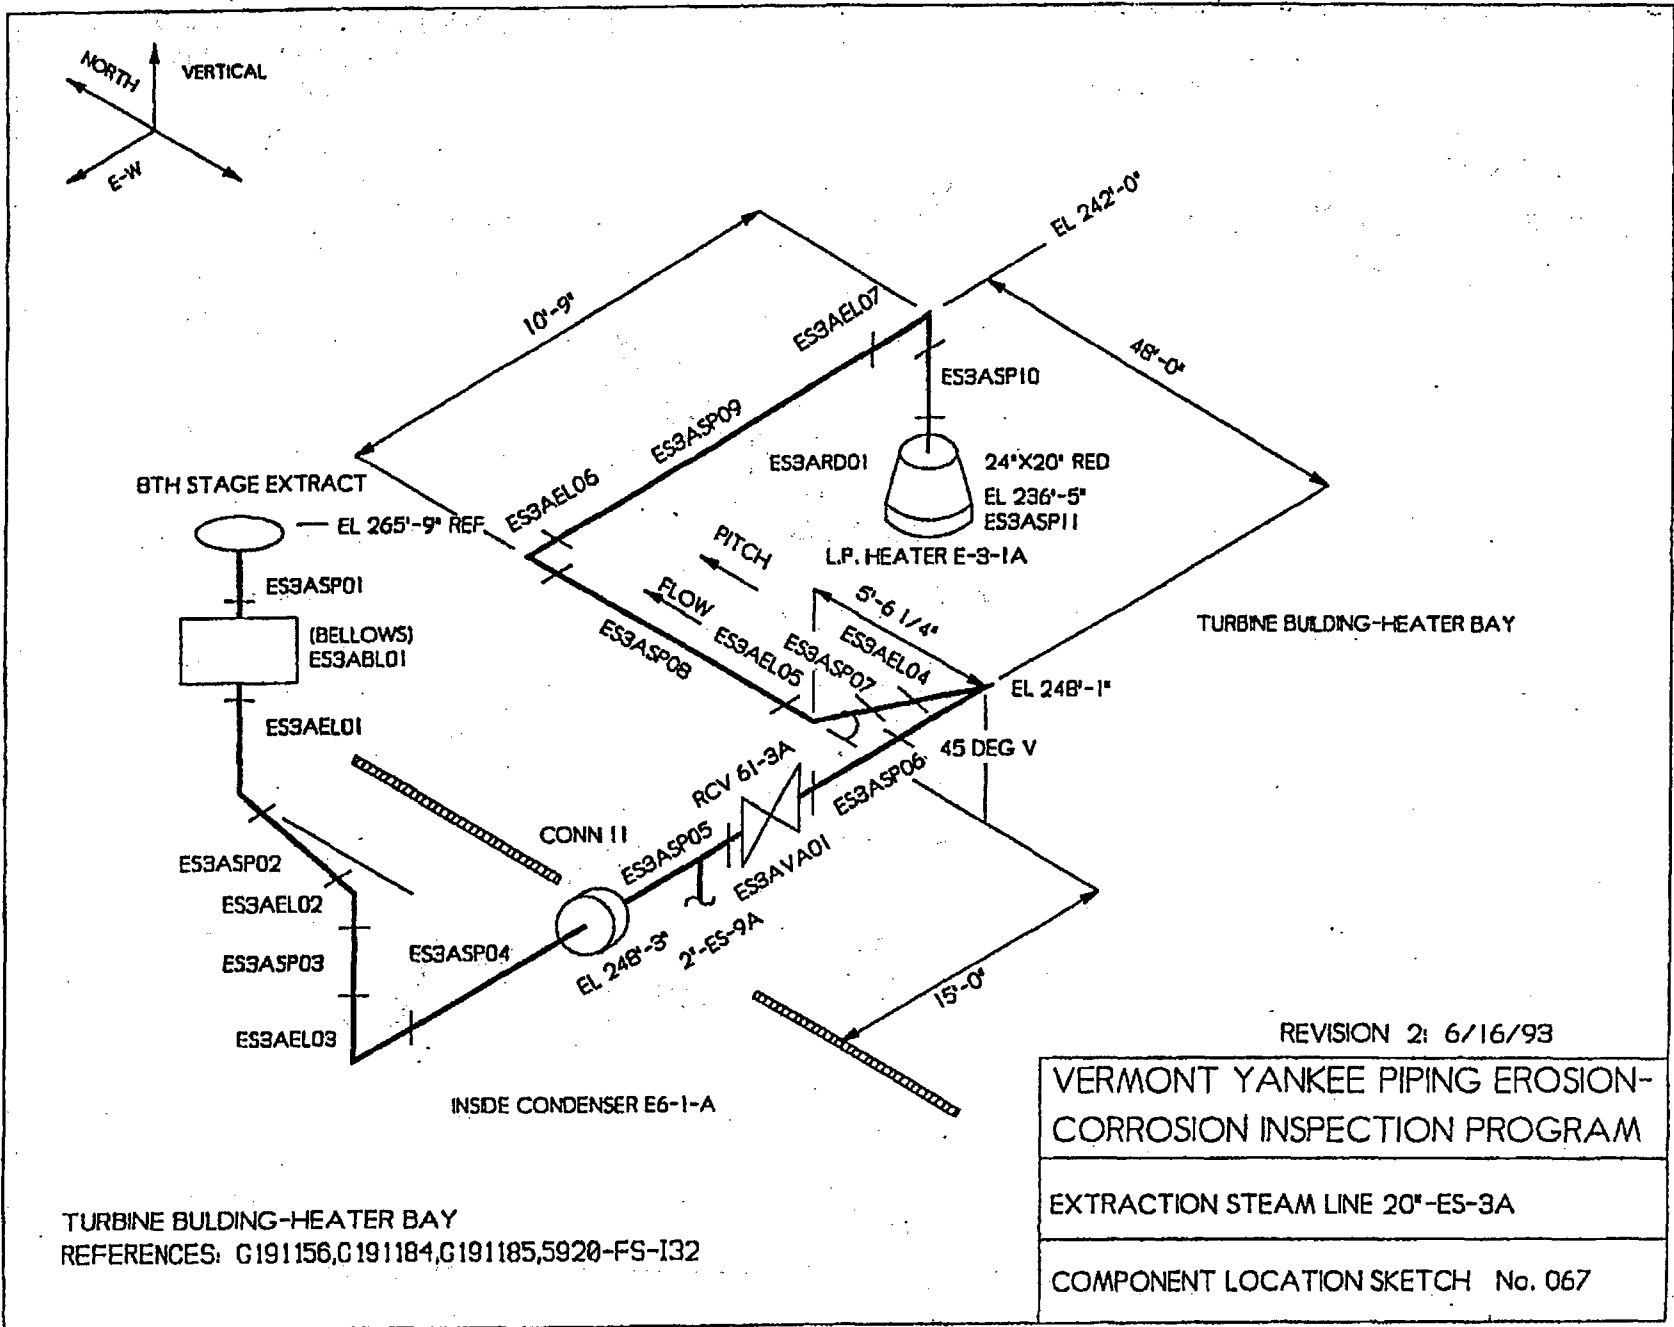 NORTH
VERTICAL
E-W
EL 242'-0"
10'-9"
ES3AEL07
48'-0"
ES3ASP10
ES3ASP09
ES3ARD01
24"X20" RED
EL 236'-5"
ES3ASP11
8TH STAGE EXTRACT
ES3AEL06
EL 265'-9" REF
L.P. HEATER E-3-1A
PITCH
FLOW
5'-6 1/4"
ES3ASP01
(BELLOWS)
ES3ABL01
ES3ASP08
ES3AEL05
ES3ASP07
ES3AEL04
TURBINE BUILDING-HEATER BAY
EL 248'-1"
ES3AEL01
45 DEG V
RCV 61-3A
ES3ASP06
CONN 11
ES3ASP05
ES3AVA01
ES3ASP02
ES3AEL02
ES3ASP03
ES3ASP04
EL 248'-3"
2"-ES-9A
15'-0"
ES3AEL03
INSIDE CONDENSER E6-1-A
REVISION 2: 6/16/93
VERMONT YANKEE PIPING EROSION-
CORROSION INSPECTION PROGRAM
EXTRACTION STEAM LINE 20"-ES-3A
COMPONENT LOCATION SKETCH No. 067
TURBINE BULDING-HEATER BAY
REFERENCES: G191156,G191184,G191185,5920-FS-I32